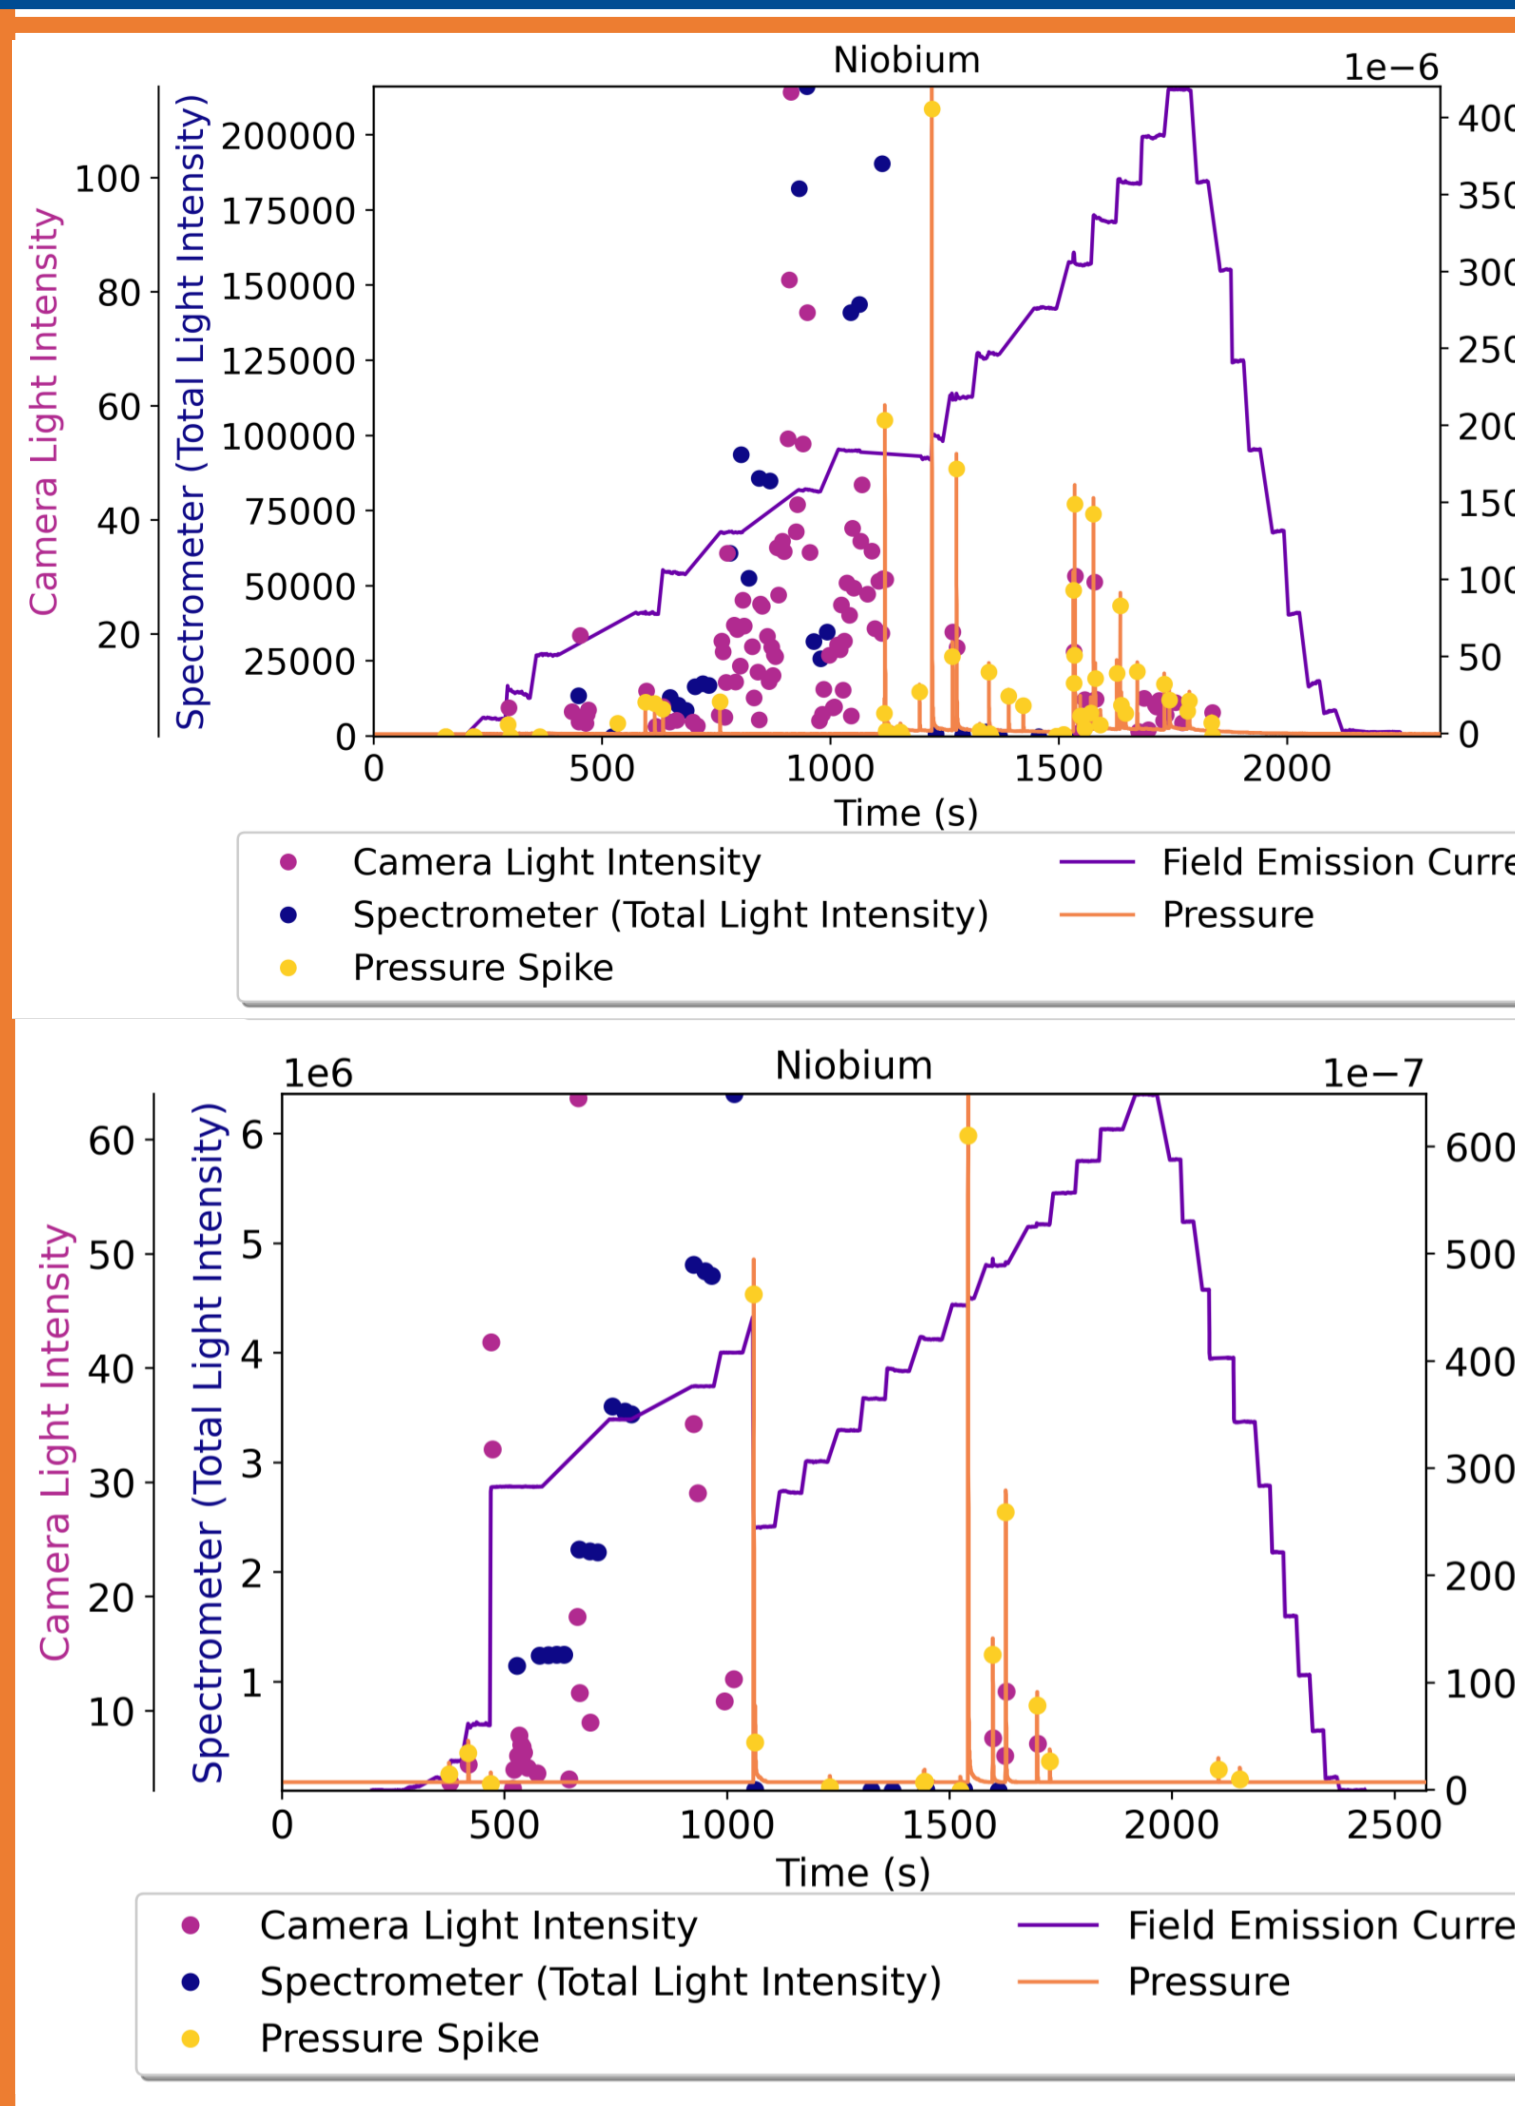 Niobium
1e−6
Camera Light Intensity
100
80
60
40
20
Spectrometer (Total Light Intensity)
200000
175000
150000
125000
100000
75000
50000
25000
0
400
350
300
250
200
150
100
50
0
0 500 1000 1500 2000
Time (s)
Camera Light Intensity
Spectrometer (Total Light Intensity)
Pressure Spike
Field Emission Curre
Pressure
1e6
Niobium
1e−7
Camera Light Intensity
60
50
40
30
20
10
Spectrometer (Total Light Intensity)
6
5
4
3
2
1
600
500
400
300
200
100
0
0 500 1000 1500 2000 2500
Time (s)
Camera Light Intensity
Spectrometer (Total Light Intensity)
Pressure Spike
Field Emission Curre
Pressure